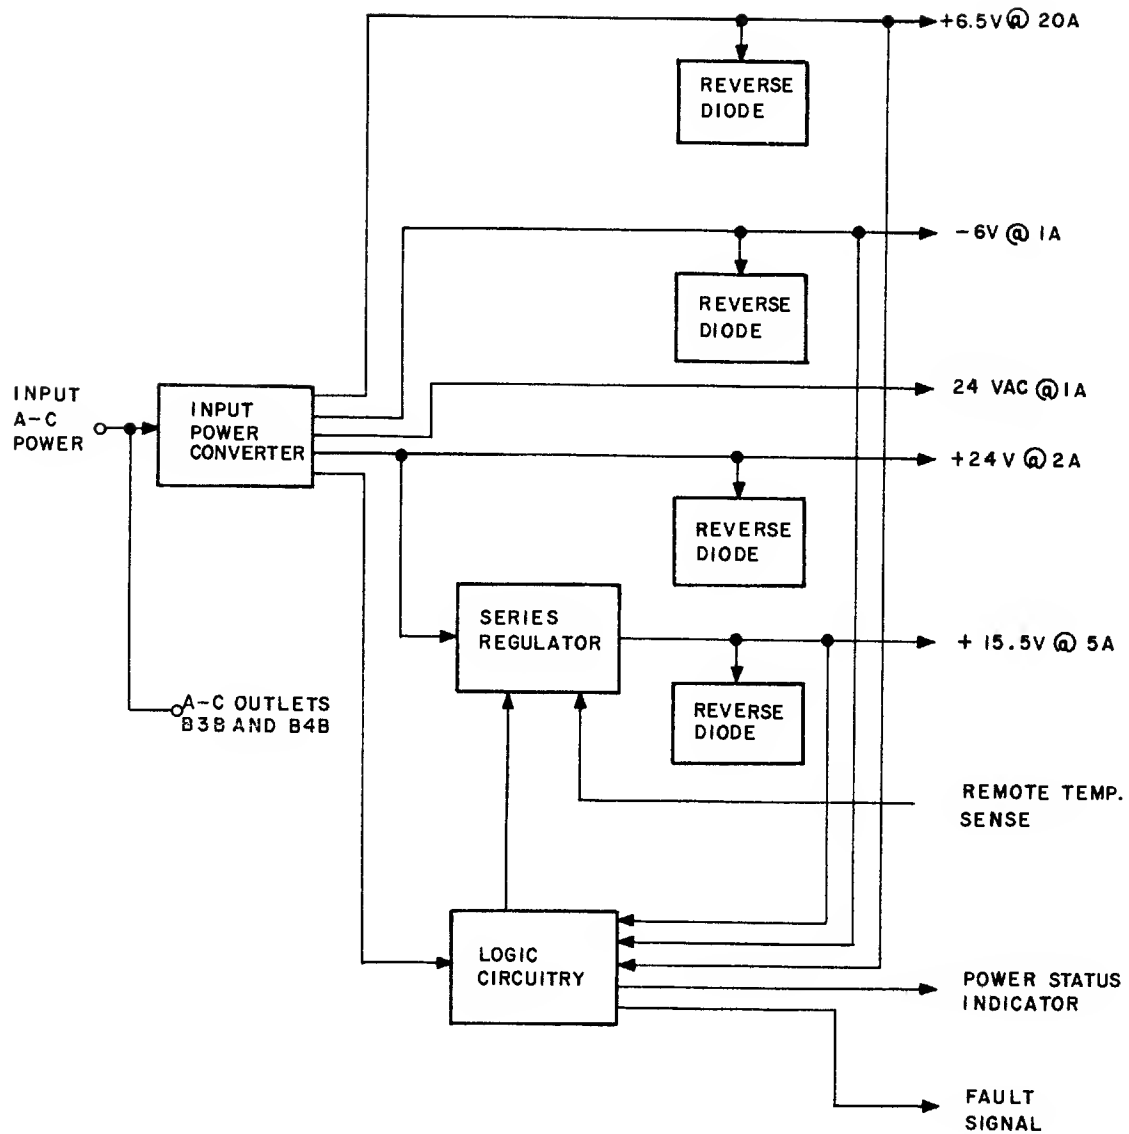 +6.5V @ 20A
REVERSE
DIODE
-6V @ 1A
REVERSE
DIODE
24 VAC @ 1A
INPUT
A-C
POWER
INPUT
POWER
CONVERTER
+24V @ 2A
REVERSE
DIODE
SERIES
REGULATOR
+ 15.5V @ 5A
REVERSE
DIODE
A-C OUTLETS
B3B AND B4B
REMOTE TEMP.
SENSE
LOGIC
CIRCUITRY
POWER STATUS
INDICATOR
FAULT
SIGNAL